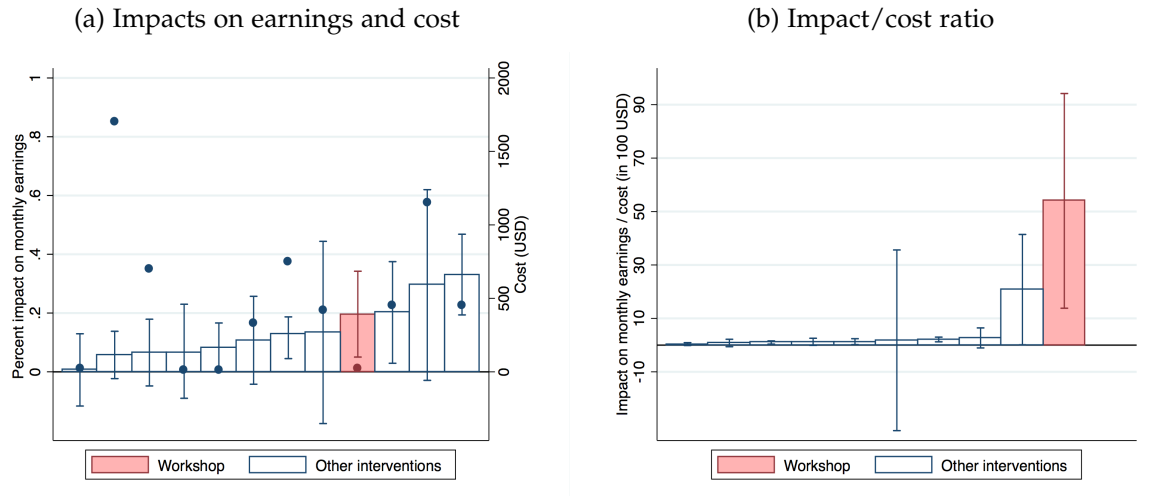 (a) Impacts on earnings and cost
Percent impact on monthly earnings
1
.8
.6
.4
.2
0
2000
1500
1000
500
0
Cost (USD)
Workshop
Other interventions
(b) Impact/cost ratio
Impact on monthly earnings / cost (in 100 USD)
90
70
50
30
10
-10
Workshop
Other interventions